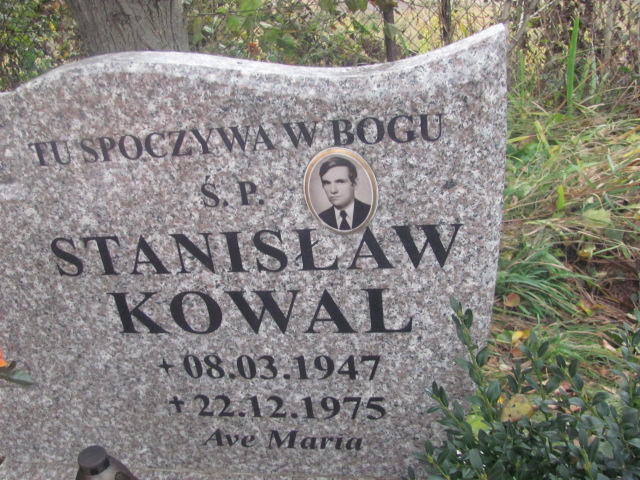 TU SPOCZYWA W BOGU
Ś. P.
STANISŁAW
KOWAL
+ 08.03.1947
+ 22.12.1975
Ave Maria